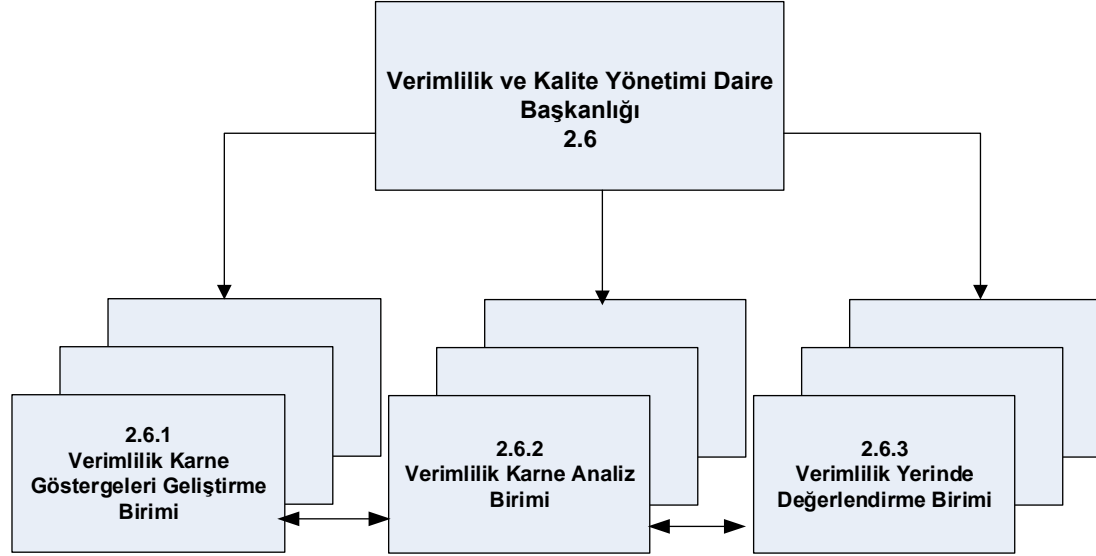 Verimlilik ve Kalite Yönetimi Daire
Başkanlığı
2.6
2.6.1
Verimlilik Karne
Göstergeleri Geliştirme
Birimi
2.6.2
Verimlilik Karne Analiz
Birimi
2.6.3
Verimlilik Yerinde
Değerlendirme Birimi